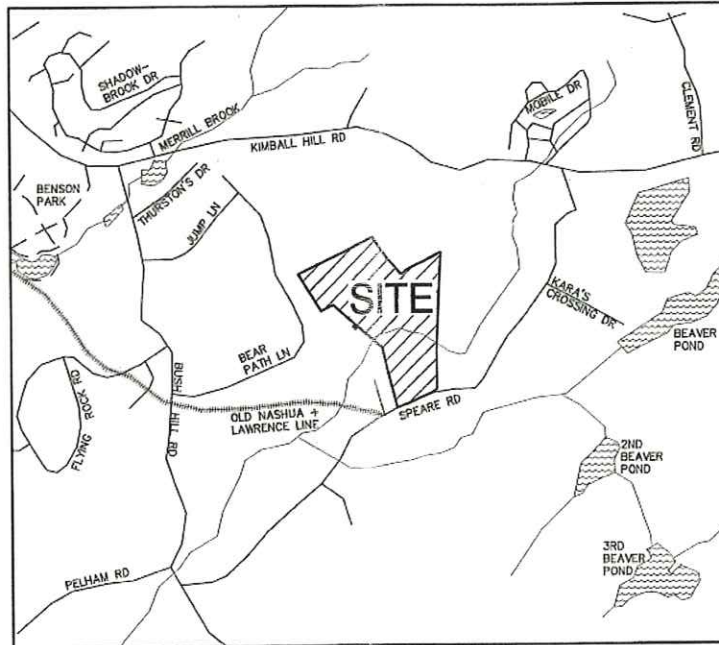 SHADOW-
BROOK DR
MERRILL BROOK
KIMBALL HILL RD
MOBILE DR
CLEMENT RD
BENSON
PARK
THURSTON'S DR
JUMP LN
SITE
KARA'S
CROSSING DR
BEAVER
POND
BEAR
PATH LN
FLYING ROCK RD
BUSH HILL RD
OLD NASHUA +
LAWRENCE LINE
SPEARE RD
2ND
BEAVER
POND
3RD
BEAVER
POND
PELHAM RD